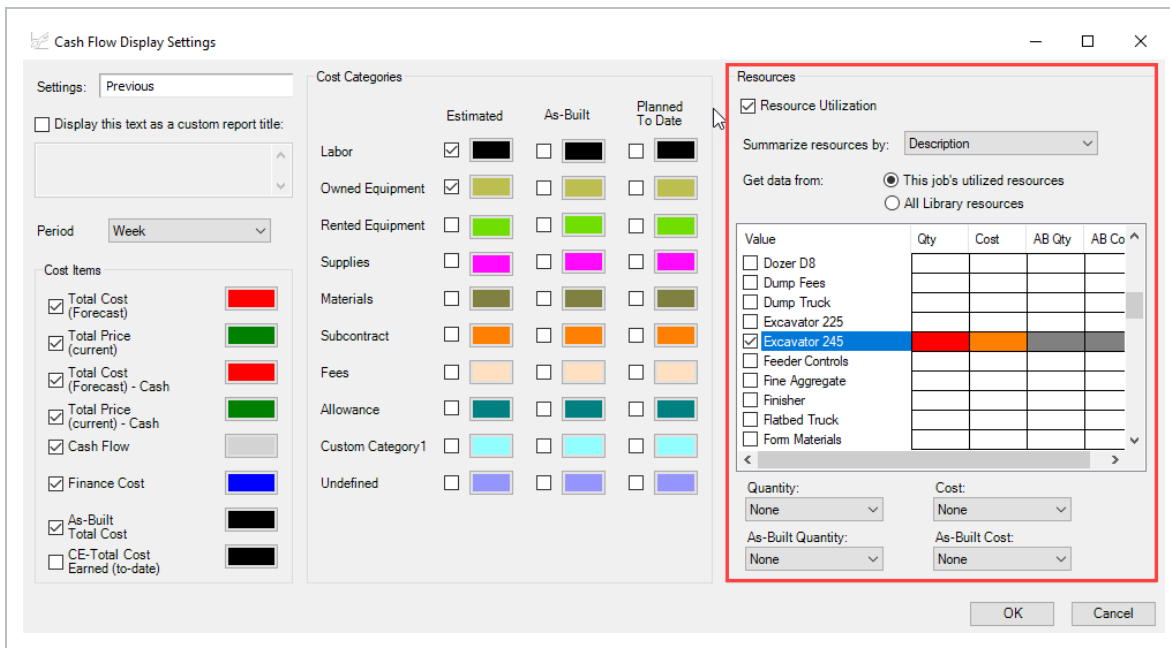 Cash Flow Display Settings
Settings: Previous
Display this text as a custom report title:
Period Week
Cost Items
Total Cost
(Forecast)
Total Price
(current)
Total Cost
(Forecast) - Cash
Total Price
(current) - Cash
Cash Flow
Finance Cost
As-Built
Total Cost
CE-Total Cost
Earned (to-date)
Cost Categories
Estimated As-Built Planned
To Date
Labor
Owned Equipment
Rented Equipment
Supplies
Materials
Subcontract
Fees
Allowance
Custom Category1
Undefined
Resources
Resource Utilization
Summarize resources by: Description
Get data from: This job's utilized resources
All Library resources
Value Qty Cost AB Qty AB Co
Dozer D8
Dump Fees
Dump Truck
Excavator 225
Excavator 245
Feeder Controls
Fine Aggregate
Finisher
Flatbed Truck
Form Materials
Quantity: Cost:
None None
As-Built Quantity: As-Built Cost:
None None
OK Cancel